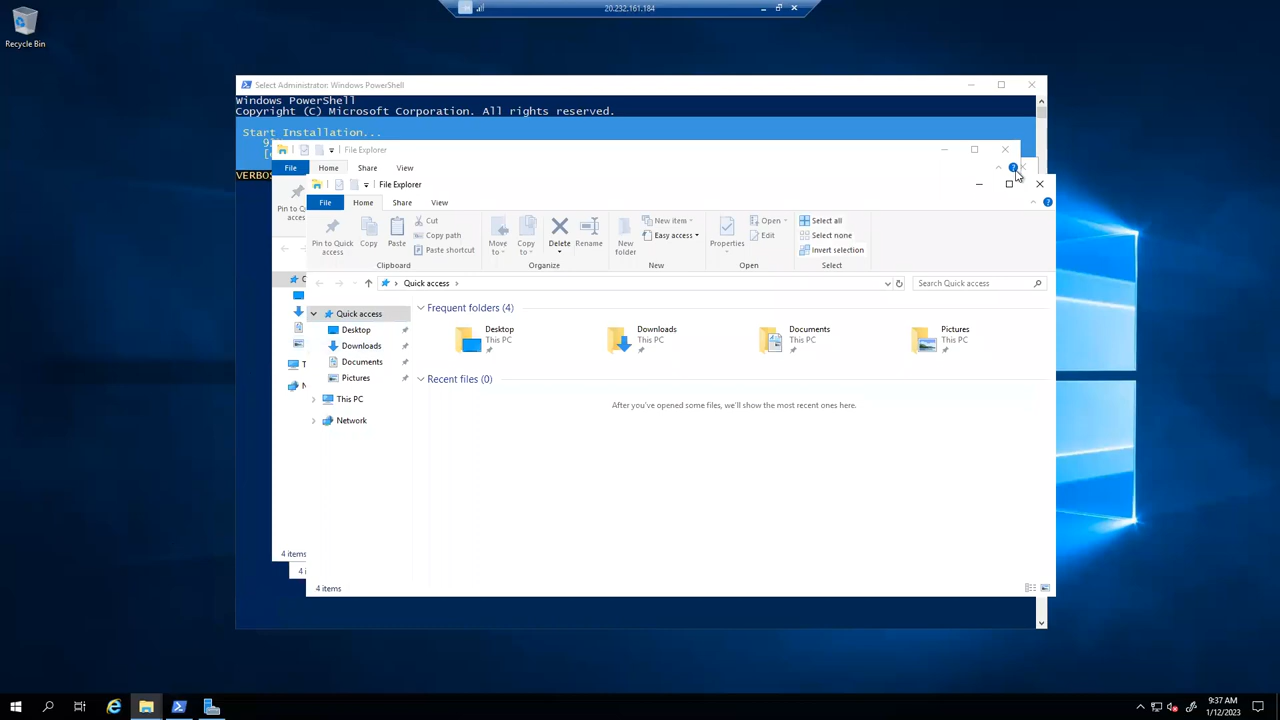 20.232.161.184
Recycle Bin
Select Administrator: Windows PowerShell
Windows PowerShell
Copyright (C) Microsoft Corporation. All rights reserved.
Start Installation...
VERBOS
File Explorer
File Home Share View
Pin to Q
acces
4 items
4 i
File Explorer
File Home Share View
Pin to Quick access
Copy
Paste
Cut
Copy path
Paste shortcut
Clipboard
Move to
Copy to
Delete
Rename
Organize
New folder
New item
Easy access
New
Properties
Open
Edit
Open
Select all
Select none
Invert selection
Select
Quick access
Search Quick access
Quick access
Desktop
Downloads
Documents
Pictures
This PC
Network
Frequent folders (4)
Desktop
This PC
Downloads
This PC
Documents
This PC
Pictures
This PC
Recent files (0)
After you've opened some files, we'll show the most recent ones here.
4 items
9:37 AM
1/12/2023